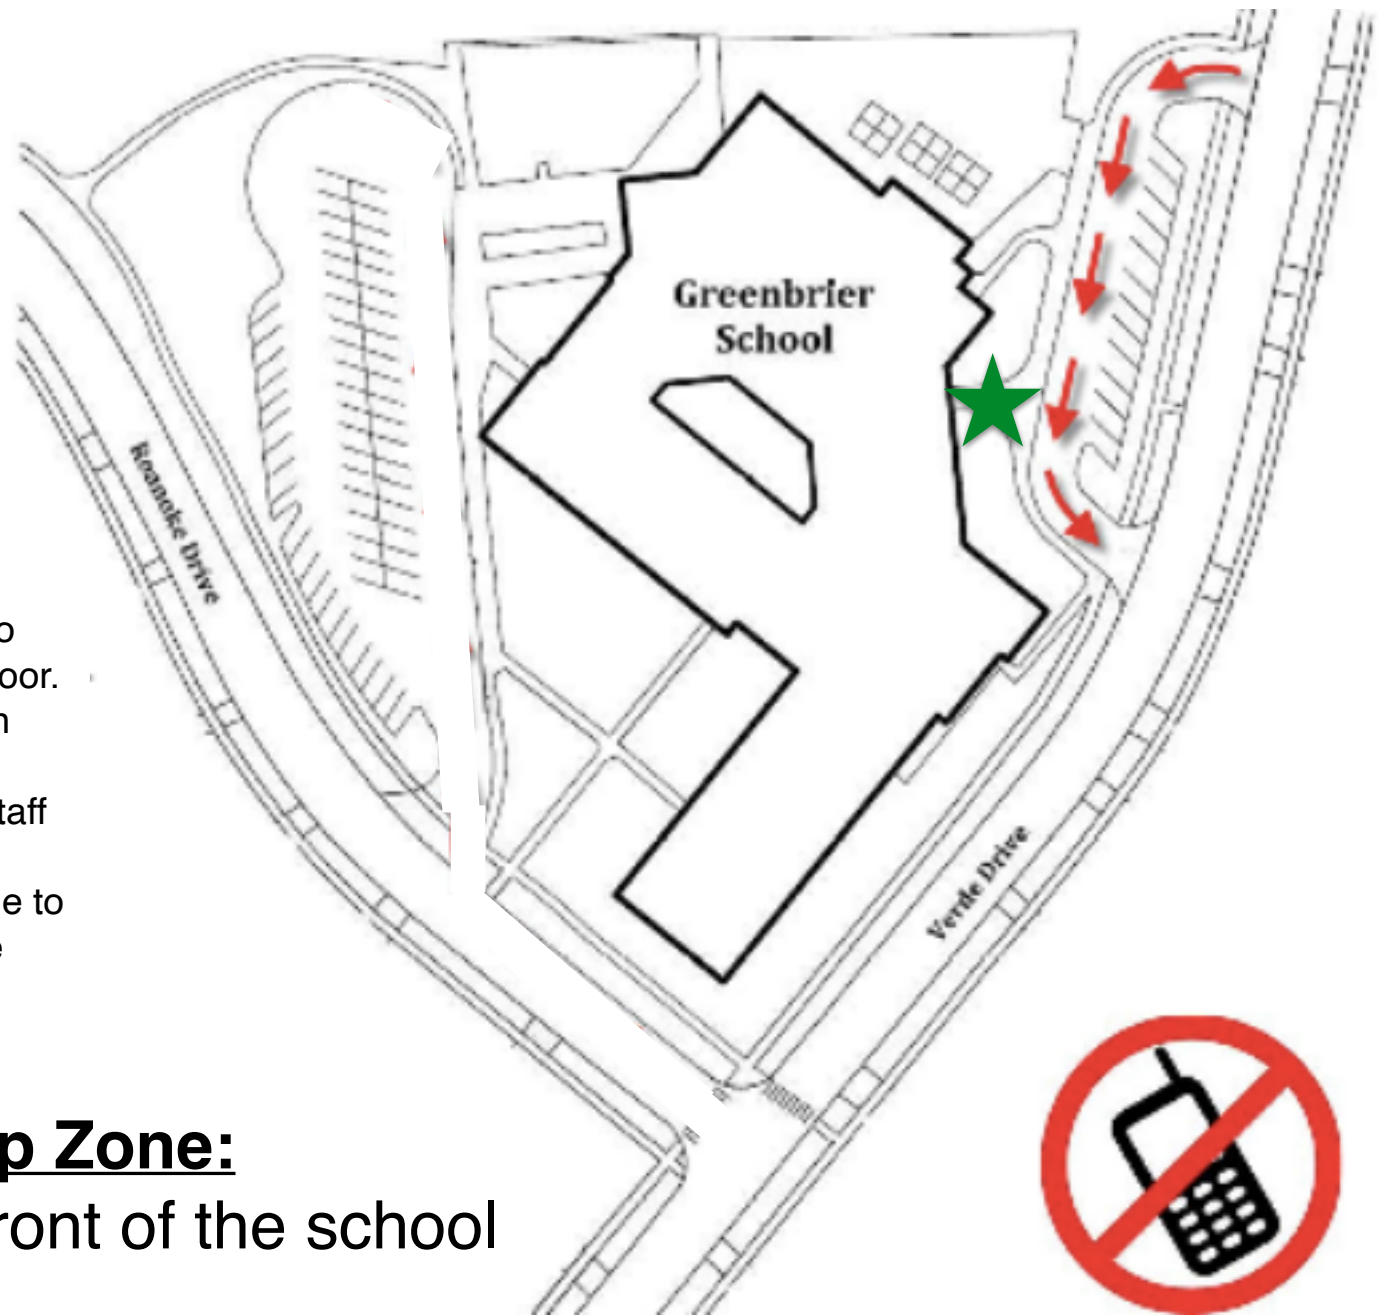 Greenbrier
School
Roanoke Drive
o
oor.
n
taff
e to
e
Verde Drive
p Zone:
ront of the school